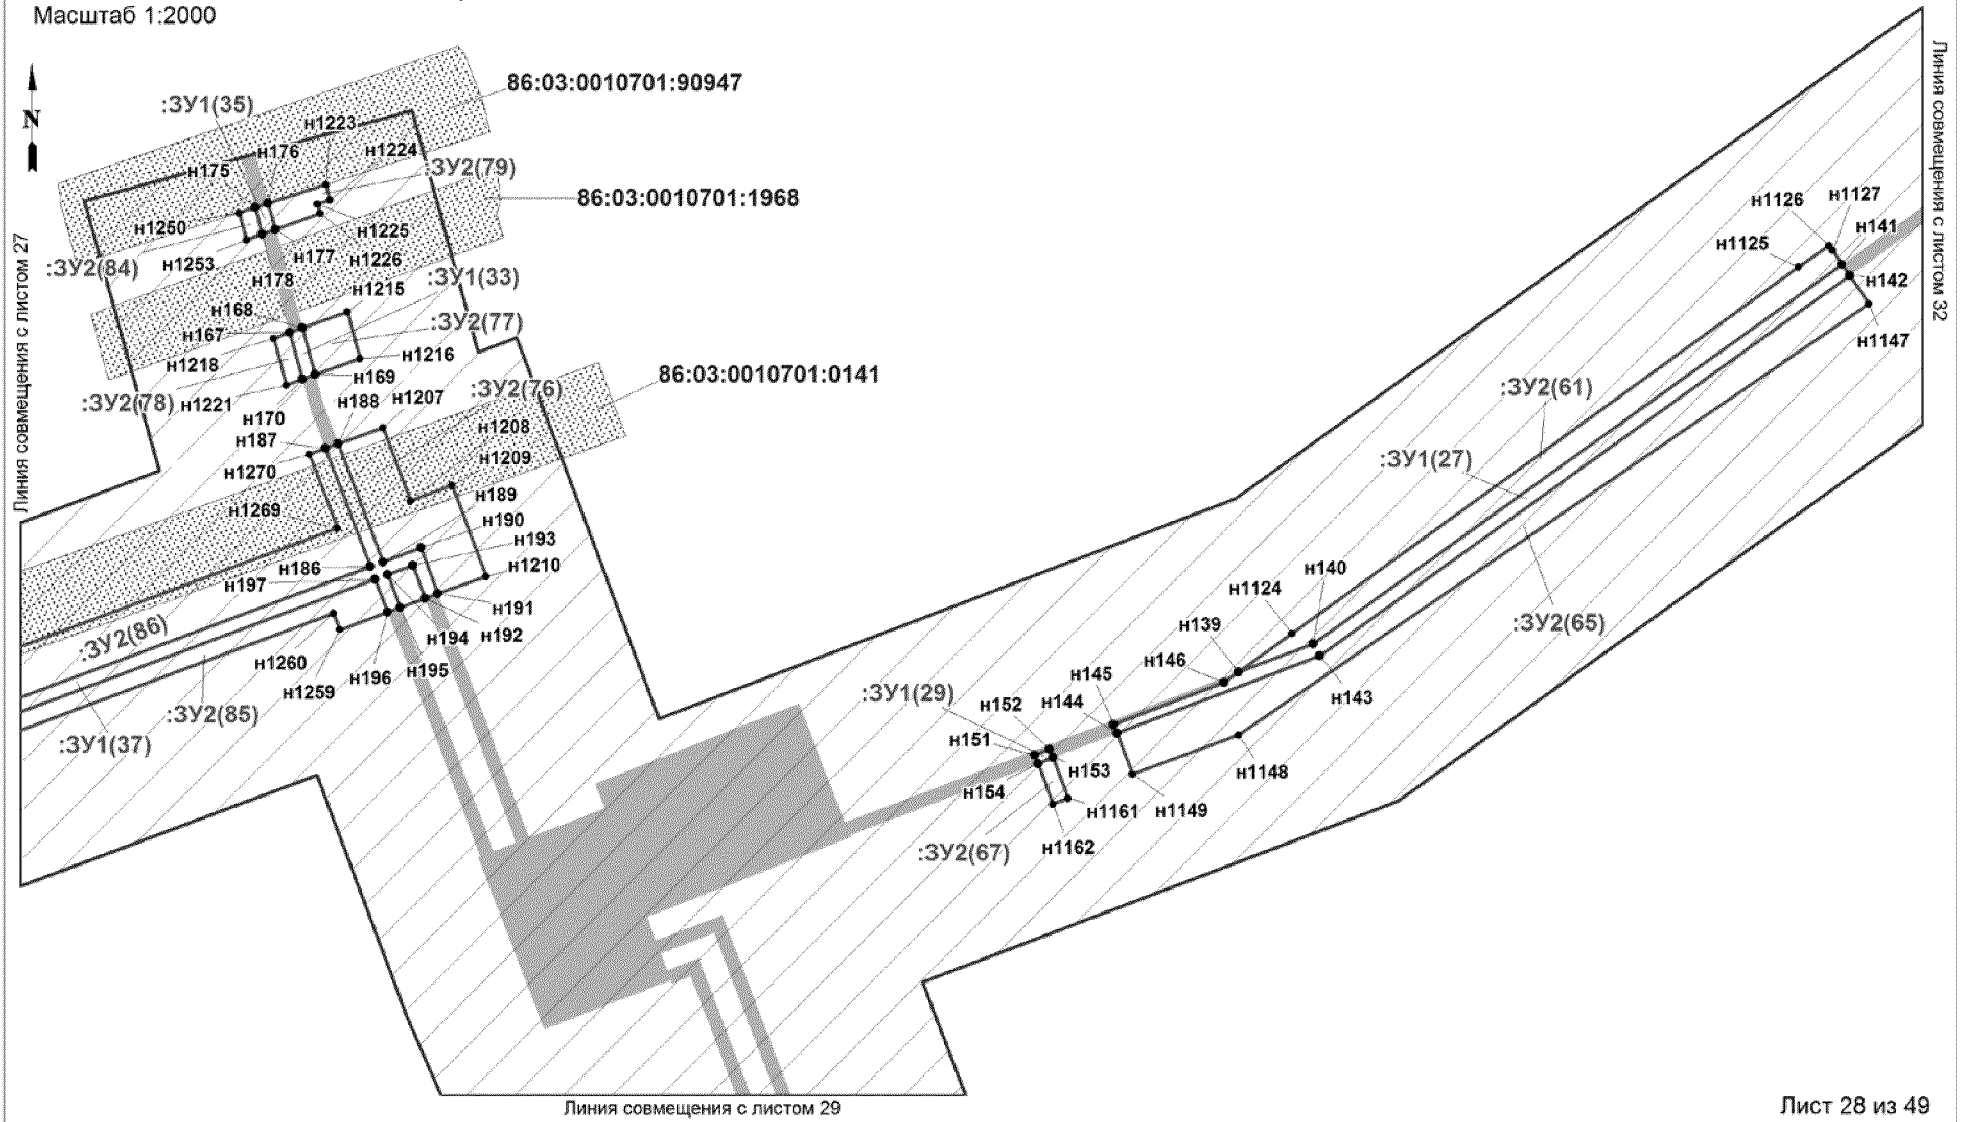 Масштаб 1:2000
86:03:0010701:90947
:ЗУ1(35)
н1223
н176
н1224
н175
:ЗУ2(79)
86:03:0010701:1968
N
н1250
н1225
н1253
н177
н1226
:ЗУ2(84)
н178
:ЗУ1(33)
н1215
н168
:ЗУ2(77)
н167
н1218
н1216
н169
86:03:0010701:0141
:ЗУ2(76)
:ЗУ2(78)
н1221
н188
н1207
н170
н187
н1208
н1270
н1209
н189
н1269
н190
н193
н186
н1210
н197
н191
н192
:ЗУ2(86)
н194
н1260
н195
н1259
н196
:ЗУ2(85)
:ЗУ1(37)
Линия совмещения с листом 27
Линия совмещения с листом 32
н1126
н1127
н141
н1125
н142
н1147
:ЗУ2(61)
:ЗУ1(27)
н140
н1124
:ЗУ2(65)
н139
н146
н145
н143
:ЗУ1(29)
н152
н144
н151
н153
н1148
н154
н1161
н1149
:ЗУ2(67)
н1162
Линия совмещения с листом 29
Лист 28 из 49